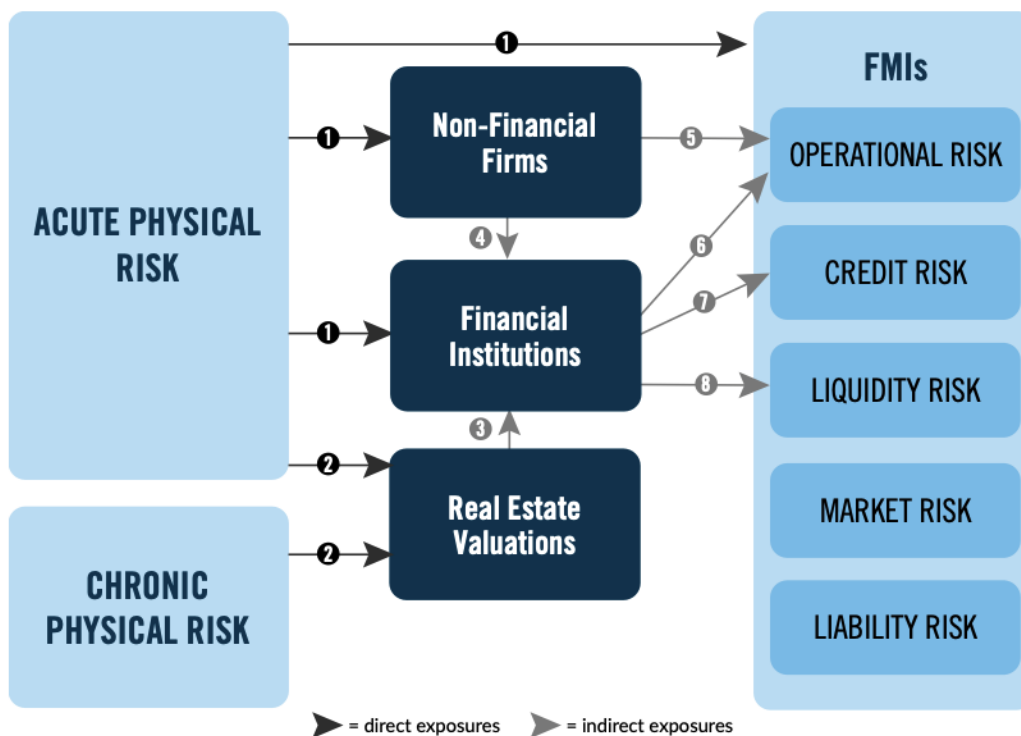 ACUTE PHYSICAL
RISK
CHRONIC
PHYSICAL RISK
1
1
1
2
2
Non-Financial
Firms
4
Financial
Institutions
3
Real Estate
Valuations
5
6
7
8
FMIs
OPERATIONAL RISK
CREDIT RISK
LIQUIDITY RISK
MARKET RISK
LIABILITY RISK
= direct exposures
= indirect exposures